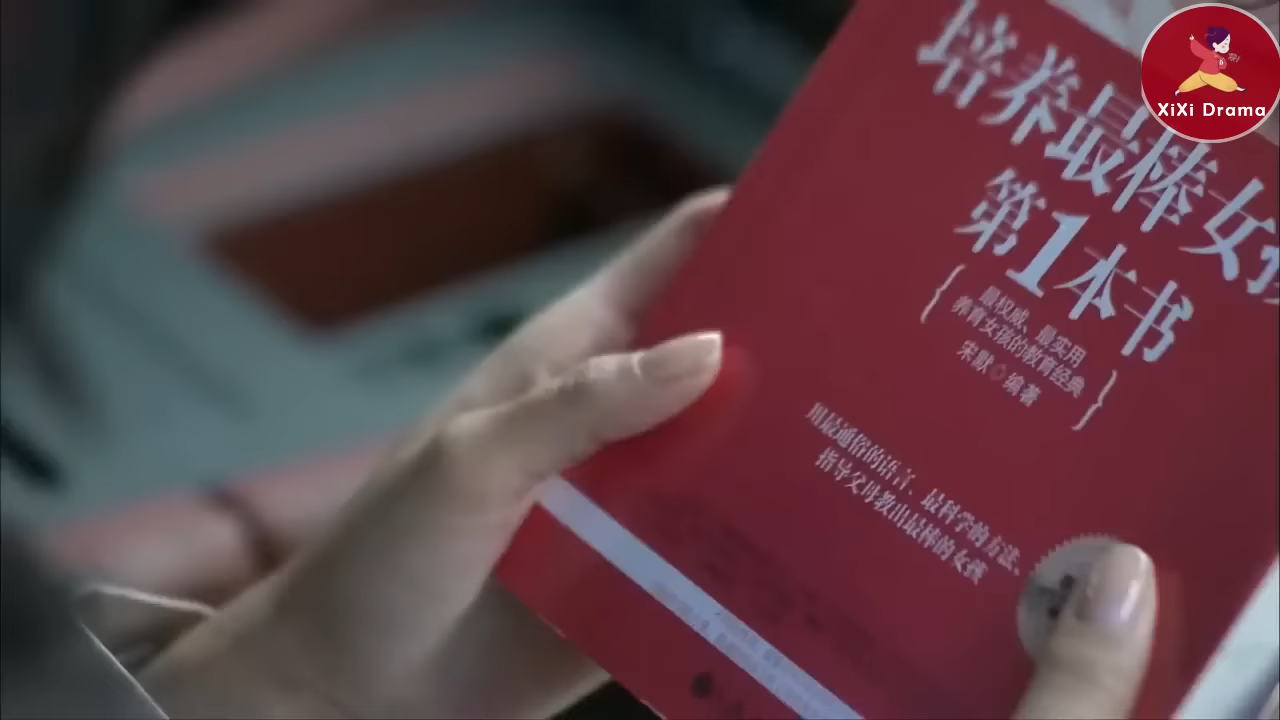 培养最棒女孩
第1本书
最权威、最实用
养育女孩的教育经典
宋默 编著
用最通俗的语言、最科学的方法、
指导父母教出最棒的女孩
XiXi Drama